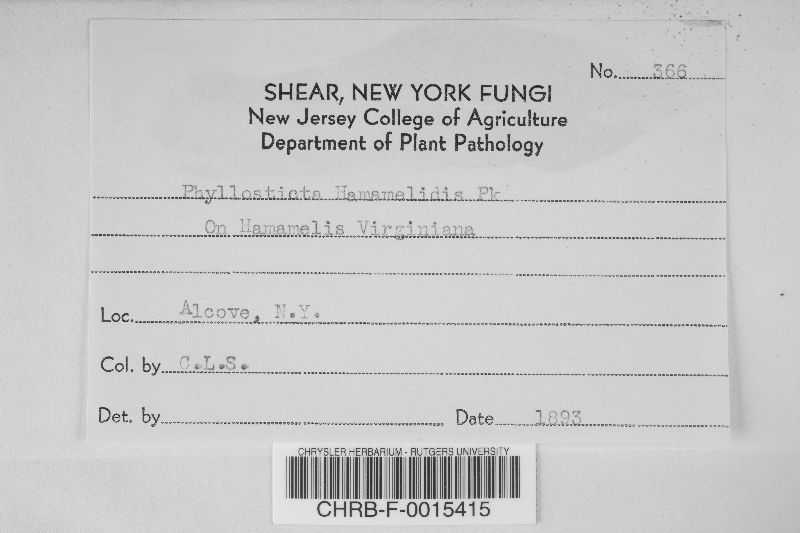 No. 366
SHEAR, NEW YORK FUNGI
New Jersey College of Agriculture
Department of Plant Pathology
Phyllosticta Hamamelidis Pk
On Hamamelis Virginiana
Loc. Alcove, N.Y.
Col. by C.L.S.
Det. by
Date 1893
CHRYSLER HERBARIUM - RUTGERS UNIVERSITY
CHRB-F-0015415